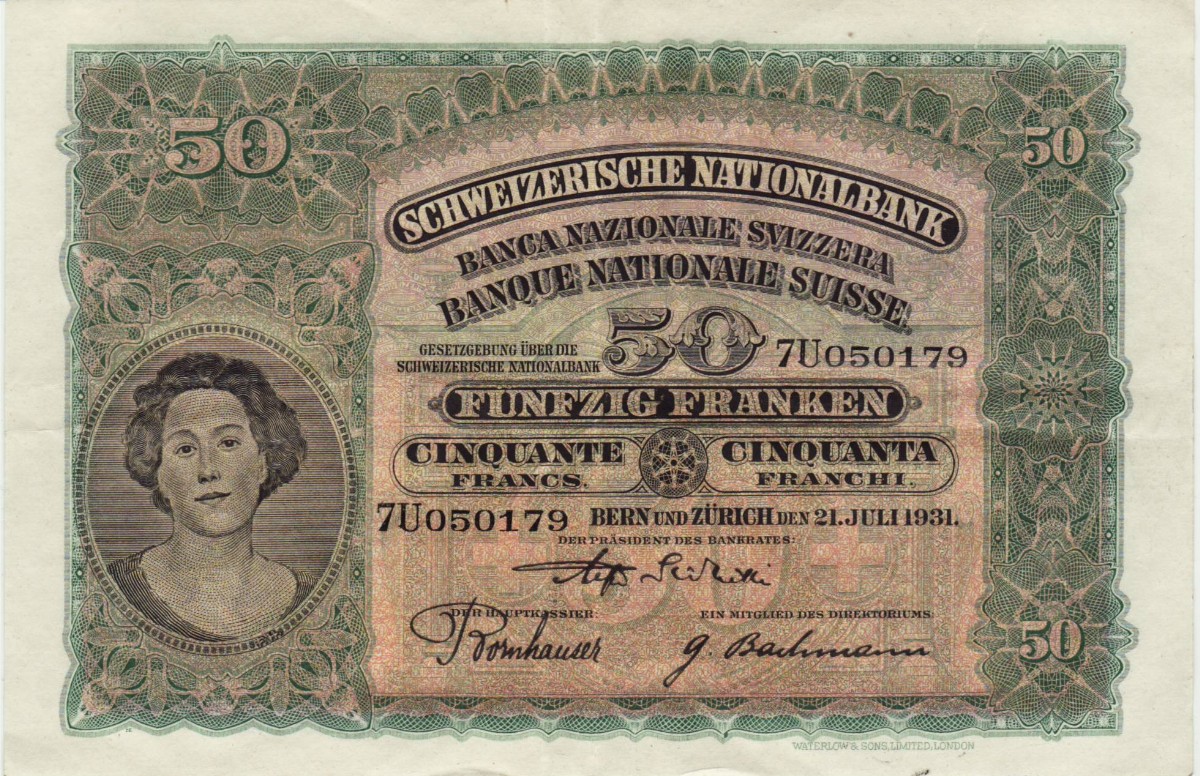 50
50
SCHWEIZERISCHE NATIONALBANK
BANCA NAZIONALE SVIZZERA
BANQUE NATIONALE SUISSE.
GESETZGEBUNG ÜBER DIE
SCHWEIZERISCHE NATIONALBANK
50
7U050179
FÜNFZIG FRANKEN
CINQUANTE
FRANCS.
CINQUANTA
FRANCHI.
7U050179
BERN UND ZÜRICH DEN 21. JULI 1931.
DER PRÄSIDENT DES BANKRATES:
DER HAUPTKASSIER
EIN MITGLIED DES DIREKTORIUMS
Bornhauser
G. Bachmann
50
WATERLOW & SONS, LIMITED, LONDON